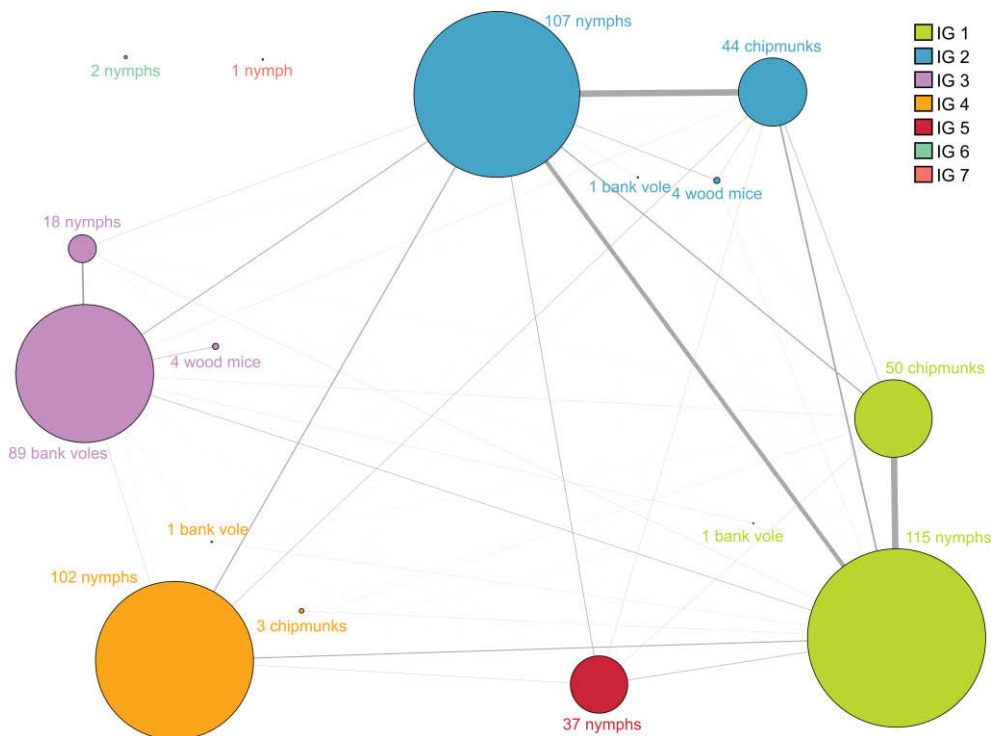 107 nymphs
44 chipmunks
2 nymphs
1 nymph
1 bank vole
4 wood mice
18 nymphs
4 wood mice
89 bank voles
50 chipmunks
1 bank vole
1 bank vole
115 nymphs
102 nymphs
3 chipmunks
37 nymphs
IG 1
IG 2
IG 3
IG 4
IG 5
IG 6
IG 7